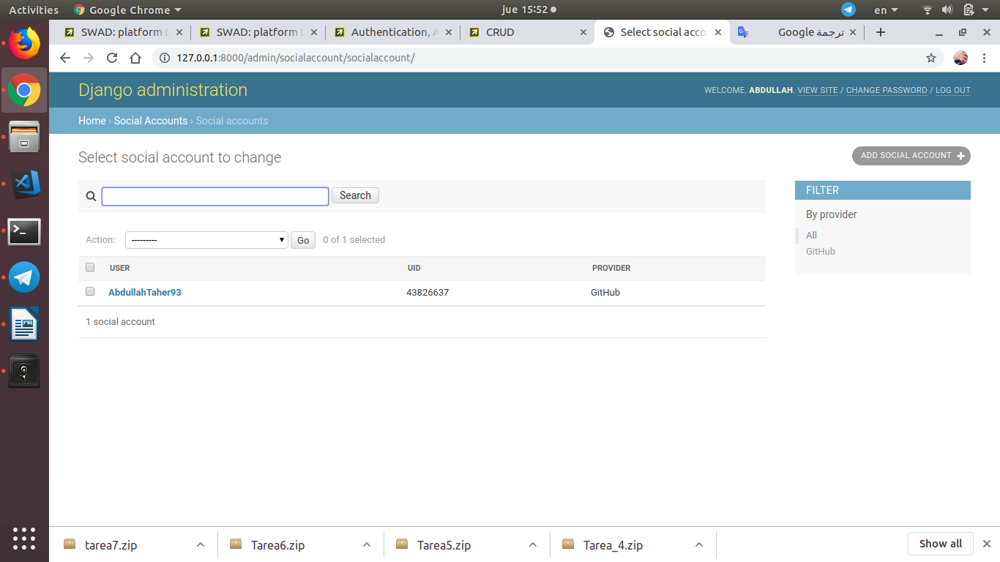 Activities Google Chrome jue 15:52 en
SWAD: platform t SWAD: platform t Authentication, A CRUD Select social acco ترجمة Google
127.0.0.1:8000/admin/socialaccount/socialaccount/
Django administration
WELCOME, ABDULLAH. VIEW SITE / CHANGE PASSWORD / LOG OUT
Home › Social Accounts › Social accounts
Select social account to change
ADD SOCIAL ACCOUNT +
Search
FILTER
By provider
All
GitHub
Action: --------- Go 0 of 1 selected
USER UID PROVIDER
AbdullahTaher93 43826637 GitHub
1 social account
tarea7.zip Tarea6.zip Tarea5.zip Tarea_4.zip Show all